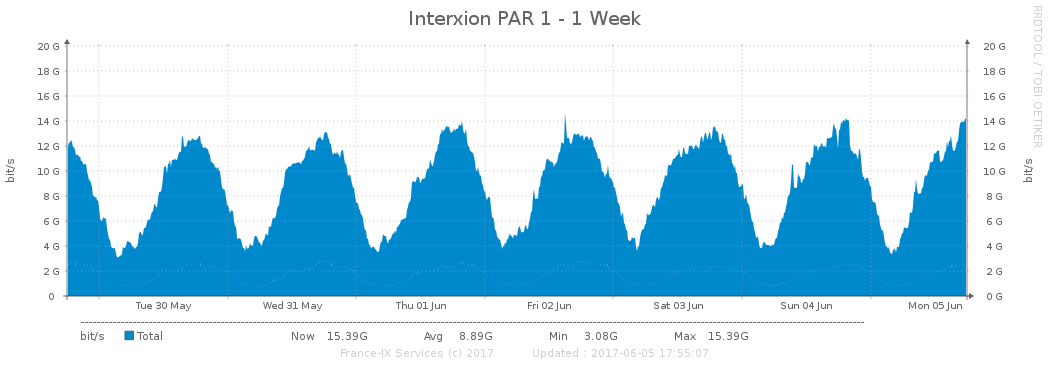 Interxion PAR 1 - 1 Week
RRDTOOL / TOBI OETIKER
20 G 20 G
18 G 18 G
16 G 16 G
14 G 14 G
12 G 12 G
10 G 10 G
8 G 8 G
6 G 6 G
4 G 4 G
2 G 2 G
0 0 G
bit/s
bit/s
Tue 30 May Wed 31 May Thu 01 Jun Fri 02 Jun Sat 03 Jun Sun 04 Jun Mon 05 Jun
bit/s Total Now 15.39G Avg 8.89G Min 3.08G Max 15.39G
France-IX Services (c) 2017 Updated : 2017-06-05 17:55:07